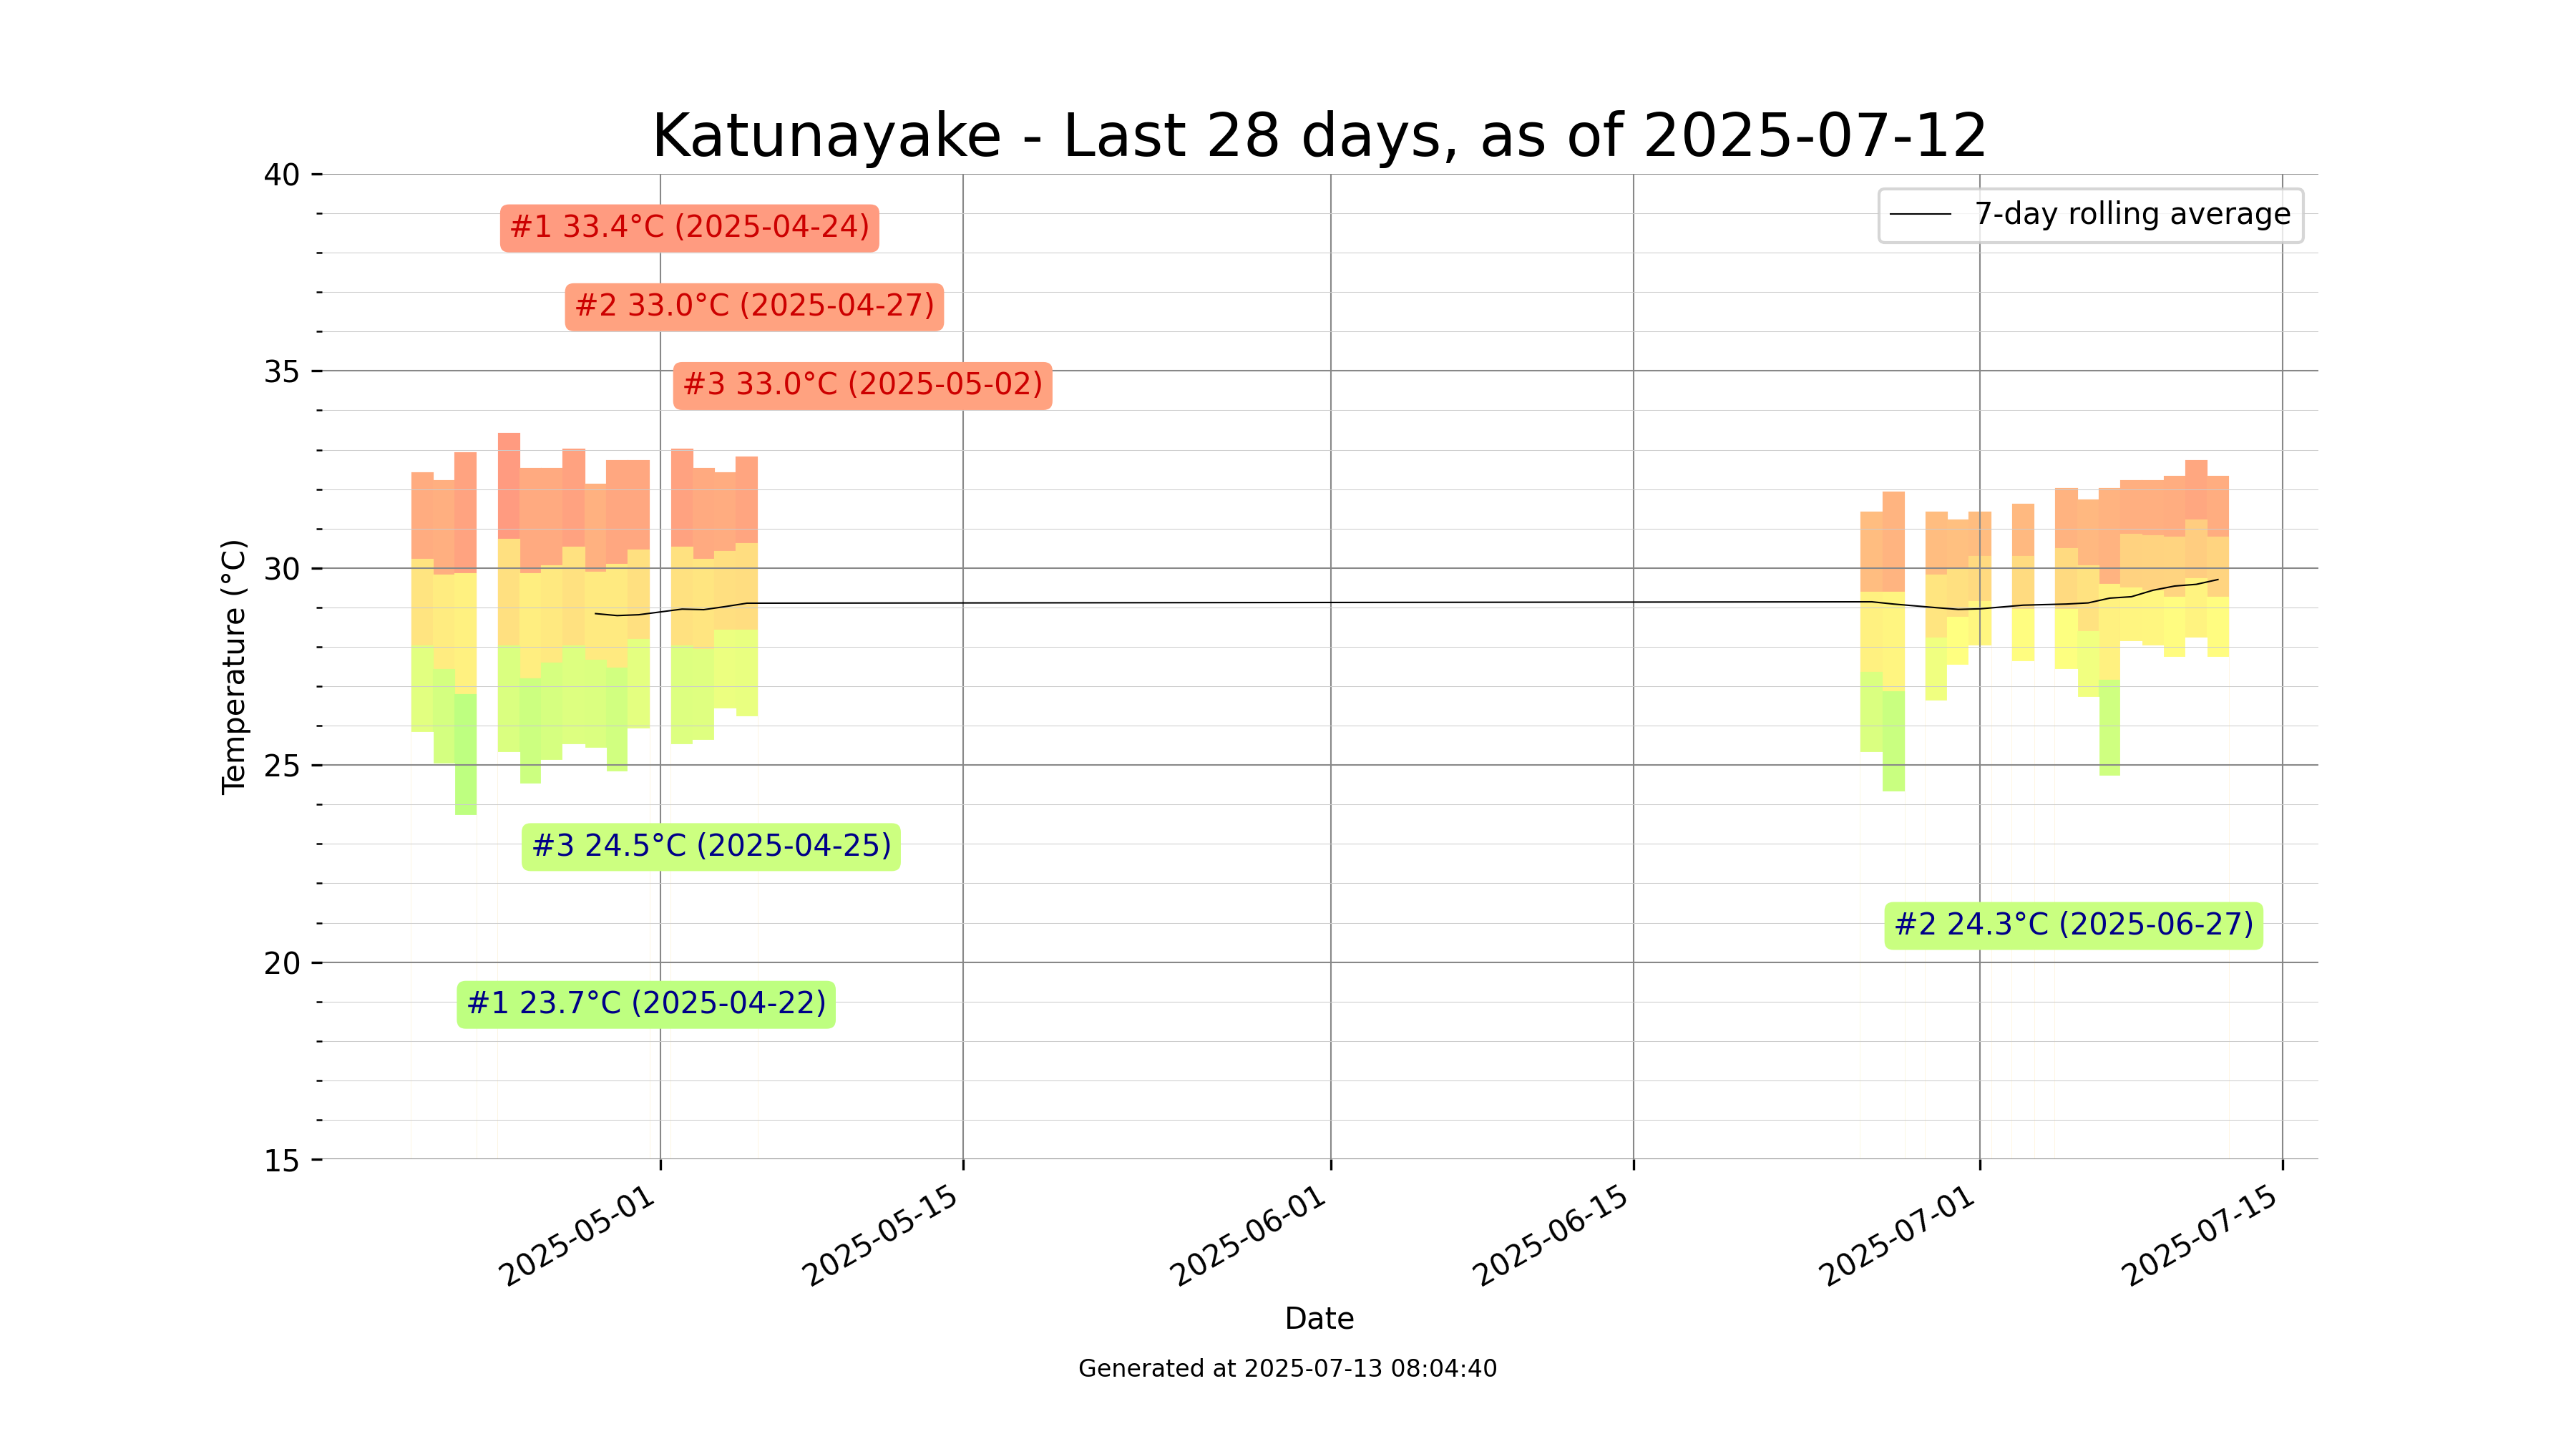 Katunayake - Last 28 days, as of 2025-07-12
40
35
30
25
20
15
Temperature (°C)
7-day rolling average
#1 33.4°C (2025-04-24)
#2 33.0°C (2025-04-27)
#3 33.0°C (2025-05-02)
#3 24.5°C (2025-04-25)
#2 24.3°C (2025-06-27)
#1 23.7°C (2025-04-22)
2025-05-01
2025-05-15
2025-06-01
2025-06-15
2025-07-01
2025-07-15
Date
Generated at 2025-07-13 08:04:40